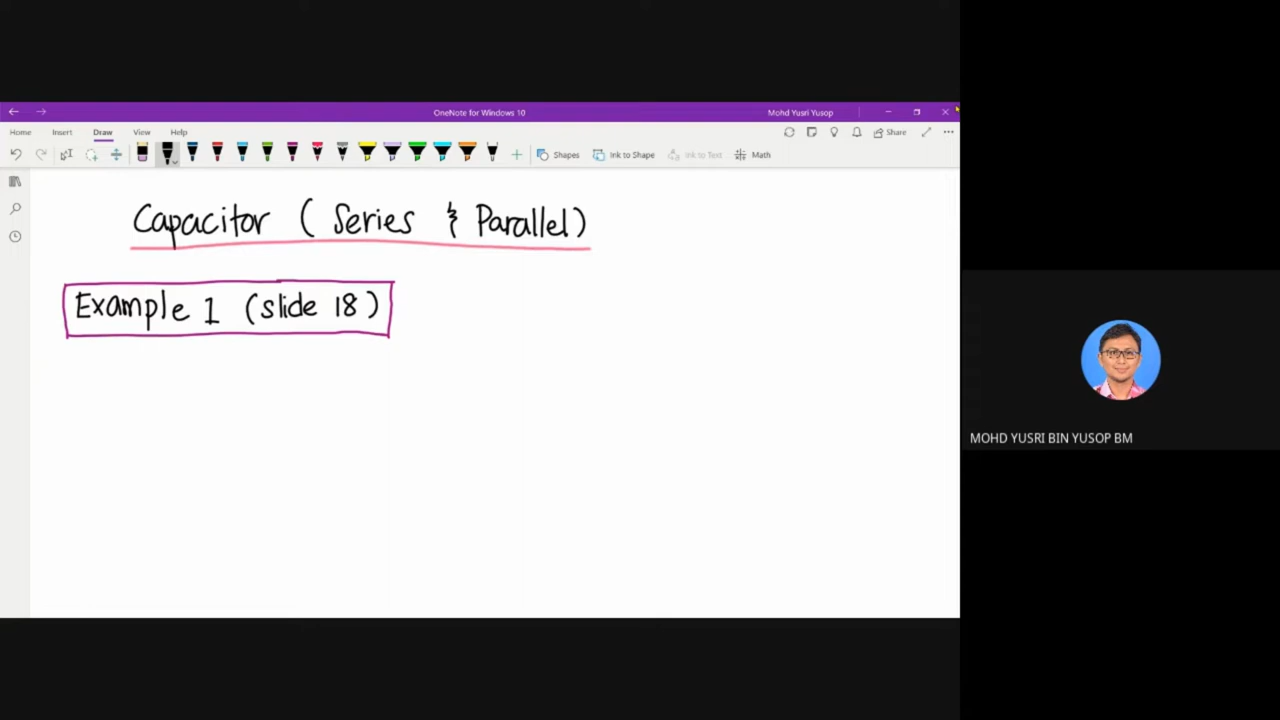 OneNote for Windows 10
Mohd Yusri Yusop
Home Insert Draw View Help
Share
Shapes Ink to Shape Ink to Text Math
Capacitor ( Series & Parallel)
Example 1 (slide 18)
MOHD YUSRI BIN YUSOP BM